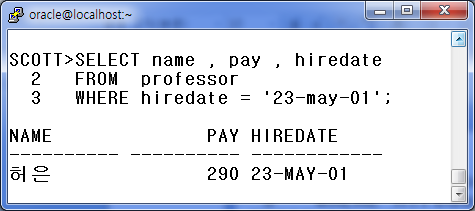 oracle@localhost:~
SCOTT>SELECT name , pay , hiredate
2 FROM professor
3 WHERE hiredate = '23-may-01';
NAME PAY HIREDATE
---------- ---------- ------------
허은 290 23-MAY-01